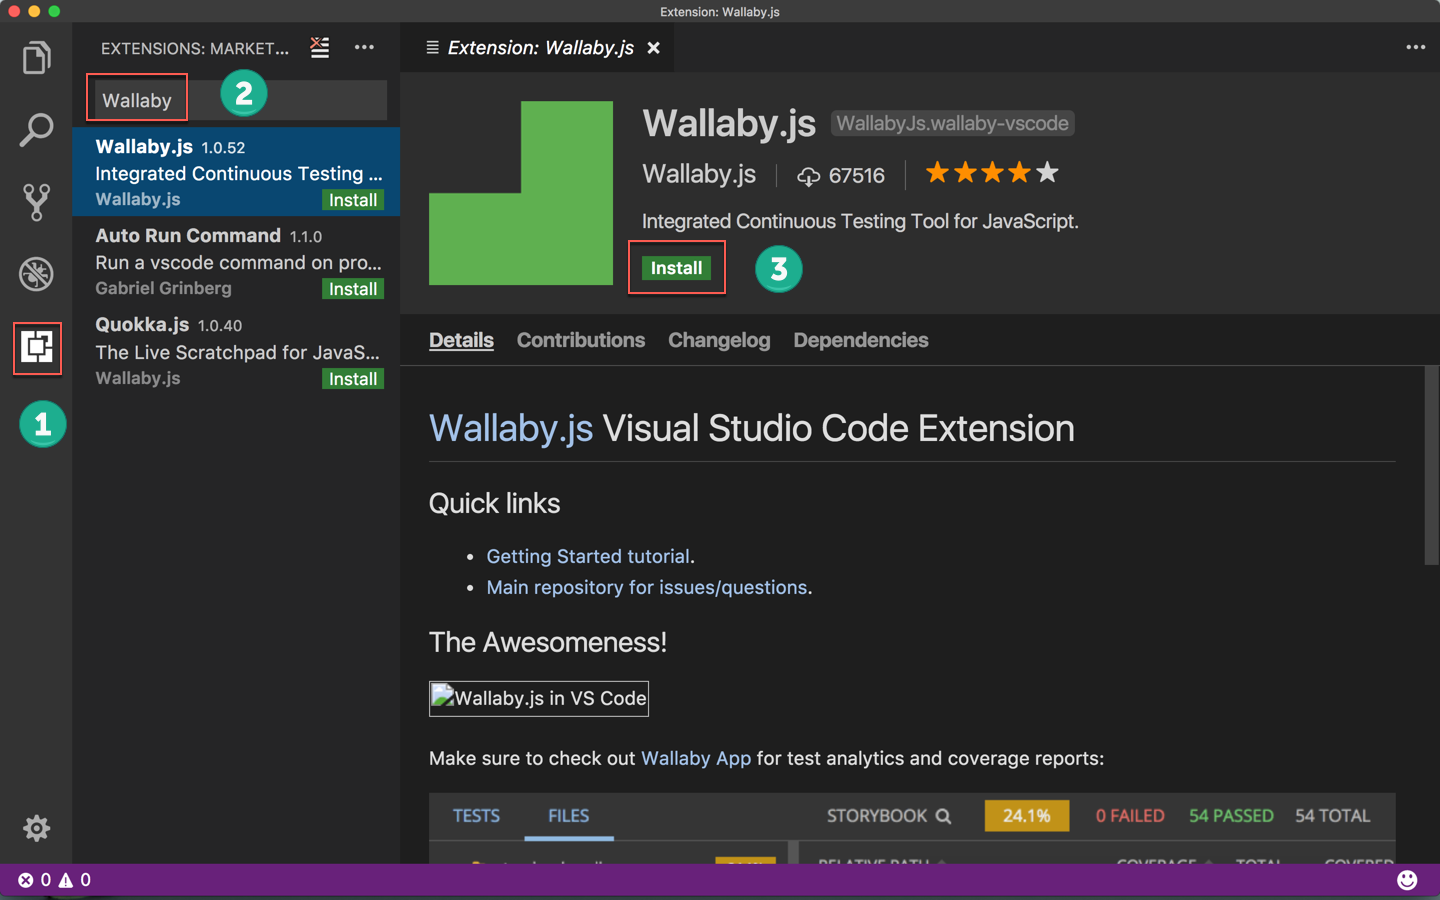 Extension: Wallaby.js
EXTENSIONS: MARKET...
Extension: Wallaby.js
Wallaby
2
Wallaby.js 1.0.52
Integrated Continuous Testing ...
Wallaby.js Install
Auto Run Command 1.1.0
Run a vscode command on pro...
Gabriel Grinberg Install
Quokka.js 1.0.40
The Live Scratchpad for JavaS...
Wallaby.js Install
1
Wallaby.js WallabyJs.wallaby-vscode
Wallaby.js 67516
Integrated Continuous Testing Tool for JavaScript.
Install
3
Details Contributions Changelog Dependencies
Wallaby.js Visual Studio Code Extension
Quick links
• Getting Started tutorial.
• Main repository for issues/questions.
The Awesomeness!
Wallaby.js in VS Code
Make sure to check out Wallaby App for test analytics and coverage reports:
TESTS FILES STORYBOOK 24.1% 0 FAILED 54 PASSED 54 TOTAL
RELATIVE PATH COVERAGE TOTAL COVERED
0 0